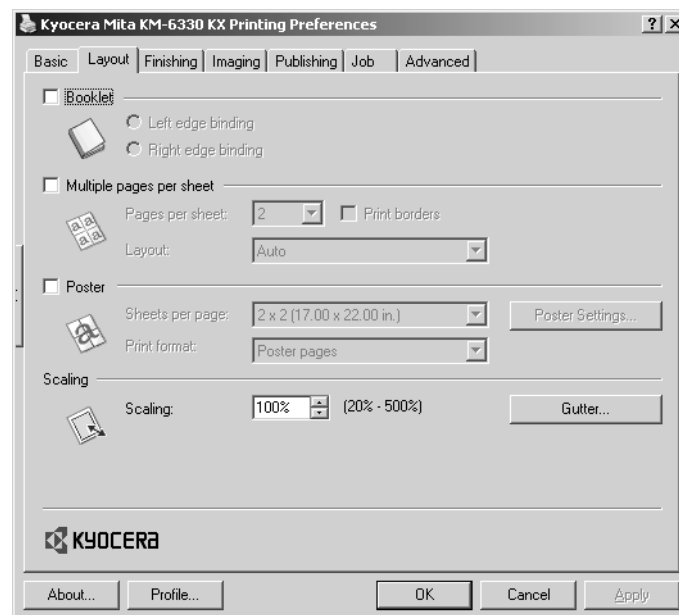 Kyocera Mita KM-6330 KX Printing Preferences ? X
Basic Layout Finishing Imaging Publishing Job Advanced
Booklet
Left edge binding
Right edge binding
Multiple pages per sheet
Pages per sheet: 2 Print borders
Layout: Auto
Poster
Sheets per page: 2 x 2 (17.00 x 22.00 in.) Poster Settings...
Print format: Poster pages
Scaling
Scaling: 100% (20% - 500%) Gutter...
KYOCERA
About... Profile... OK Cancel Apply